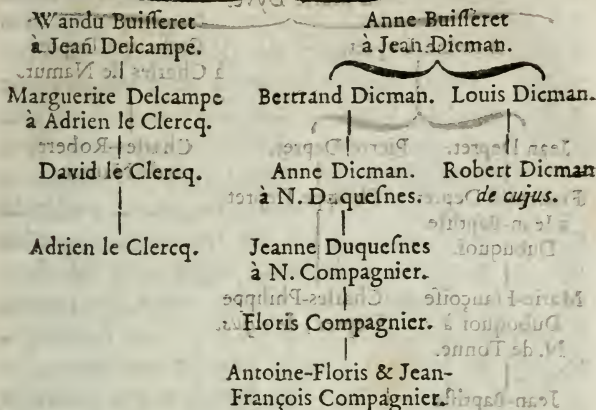 Wandu Buiſſeret
à Jean Delcampe.
Anne Buiſſeret
à Jean Dicman.
Marguerite Delcampe
à Adrien le Clercq.
Bertrand Dicman. Louis Dicman.
David le Clercq.
Anne Dicman.
à N. Duqueſnes.
Robert Dicman
de cujus.
Adrien le Clercq.
Jeanne Duqueſnes
à N. Compagnier.
Floris Compagnier.
Antoine-Floris & Jean-
François Compagnier.